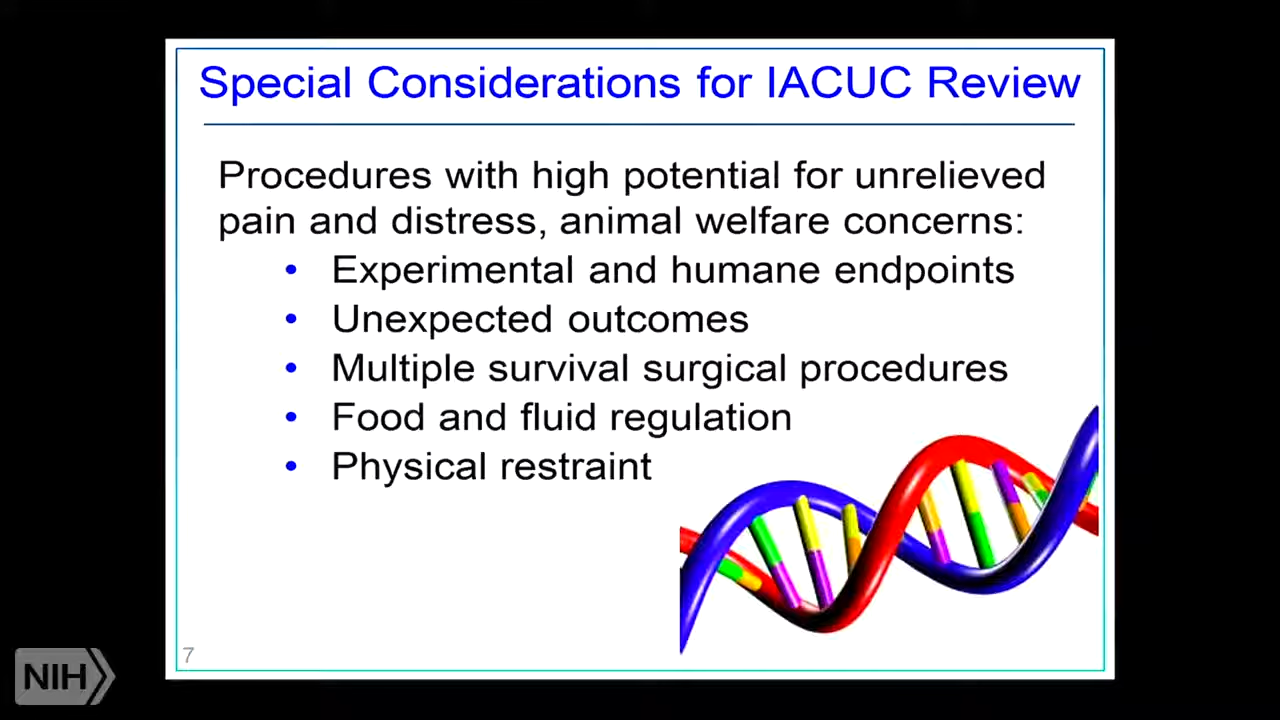 Special Considerations for IACUC Review
Procedures with high potential for unrelieved
pain and distress, animal welfare concerns:
• Experimental and humane endpoints
• Unexpected outcomes
• Multiple survival surgical procedures
• Food and fluid regulation
• Physical restraint
7
NIH